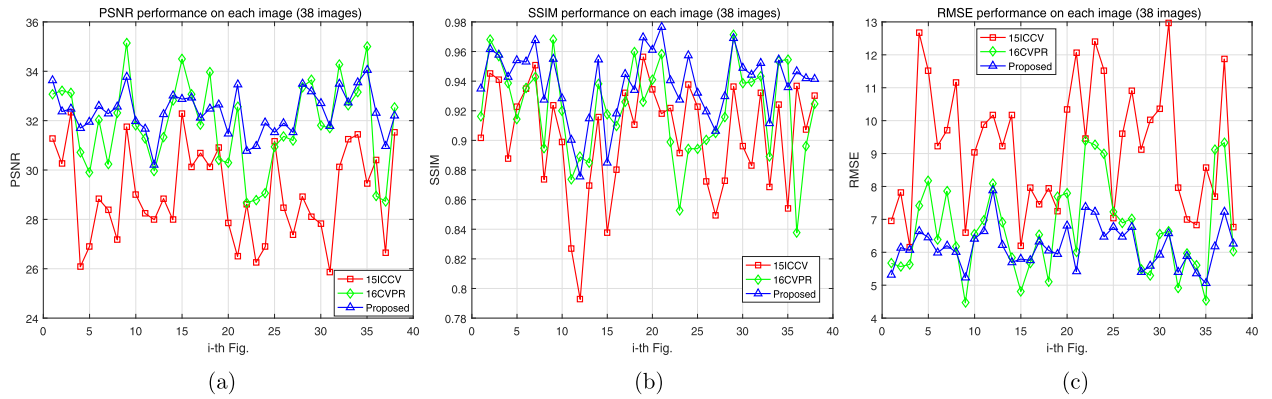 PSNR performance on each image (38 images)
34
32
30
28
26
24
36
PSNR
0
5
10
15
20
25
30
35
40
i-th Fig.
15ICCV
16CVPR
Proposed
(a)
SSIM performance on each image (38 images)
0.98
0.96
0.94
0.92
0.9
0.88
0.86
0.84
0.82
0.8
0.78
SSIM
0
5
10
15
20
25
30
35
40
i-th Fig.
15ICCV
16CVPR
Proposed
(b)
RMSE performance on each image (38 images)
13
12
11
10
9
8
7
6
5
4
RMSE
0
5
10
15
20
25
30
35
40
i-th Fig.
15ICCV
16CVPR
Proposed
(c)